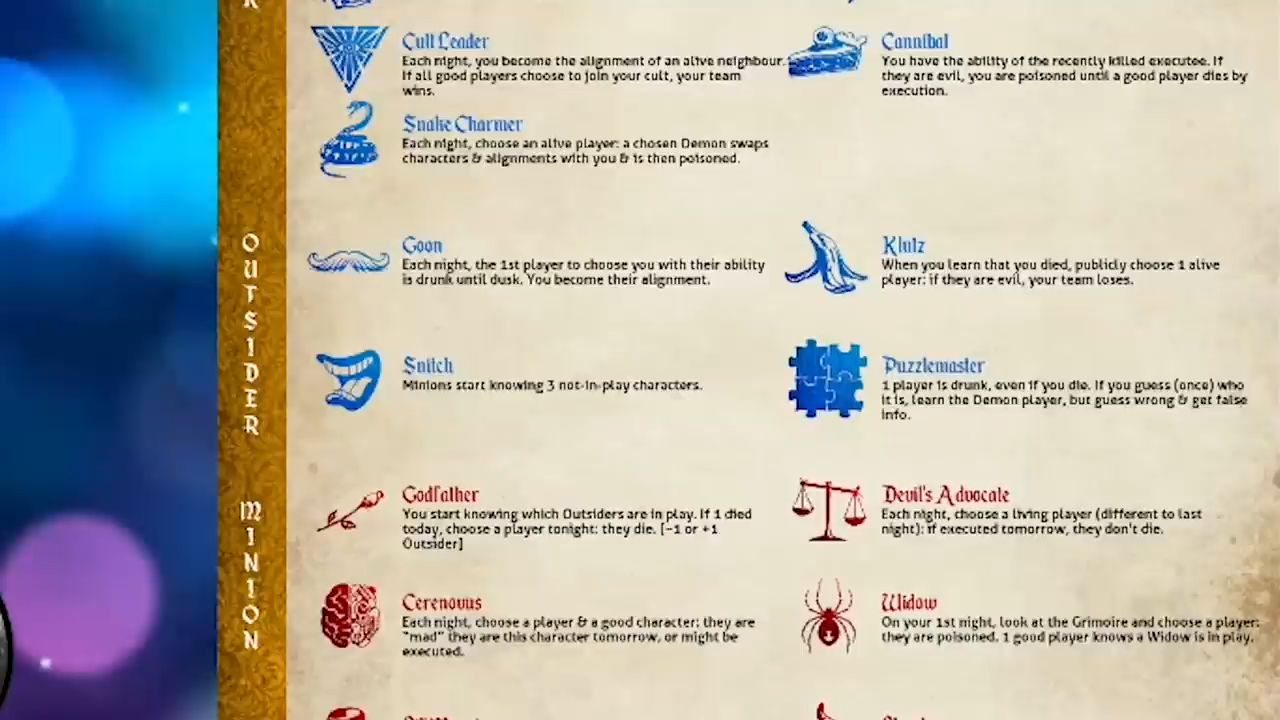 Cult Leader
Each night, you become the alignment of an alive neighbour.
If all good players choose to join your cult, your team
wins.
Cannibal
You have the ability of the recently killed executee. If
they are evil, you are poisoned until a good player dies by
execution.
Snake Charmer
Each night, choose an alive player: a chosen Demon swaps
characters & alignments with you & is then poisoned.
OUTSIDER
Goon
Each night, the 1st player to choose you with their ability
is drunk until dusk. You become their alignment.
Klutz
When you learn that you died, publicly choose 1 alive
player: if they are evil, your team loses.
Snitch
Minions start knowing 3 not-in-play characters.
Puzzlemaster
1 player is drunk, even if you die. If you guess (once) who
it is, learn the Demon player, but guess wrong & get false
info.
MINION
Godfather
You start knowing which Outsiders are in play. If 1 died
today, choose a player tonight: they die. [-1 or +1
Outsider]
Devil's Advocate
Each night, choose a living player (different to last
night): if executed tomorrow, they don't die.
Cerenovus
Each night, choose a player & a good character: they are
"mad" they are this character tomorrow, or might be
executed.
Widow
On your 1st night, look at the Grimoire and choose a player:
they are poisoned. 1 good player knows a Widow is in play.